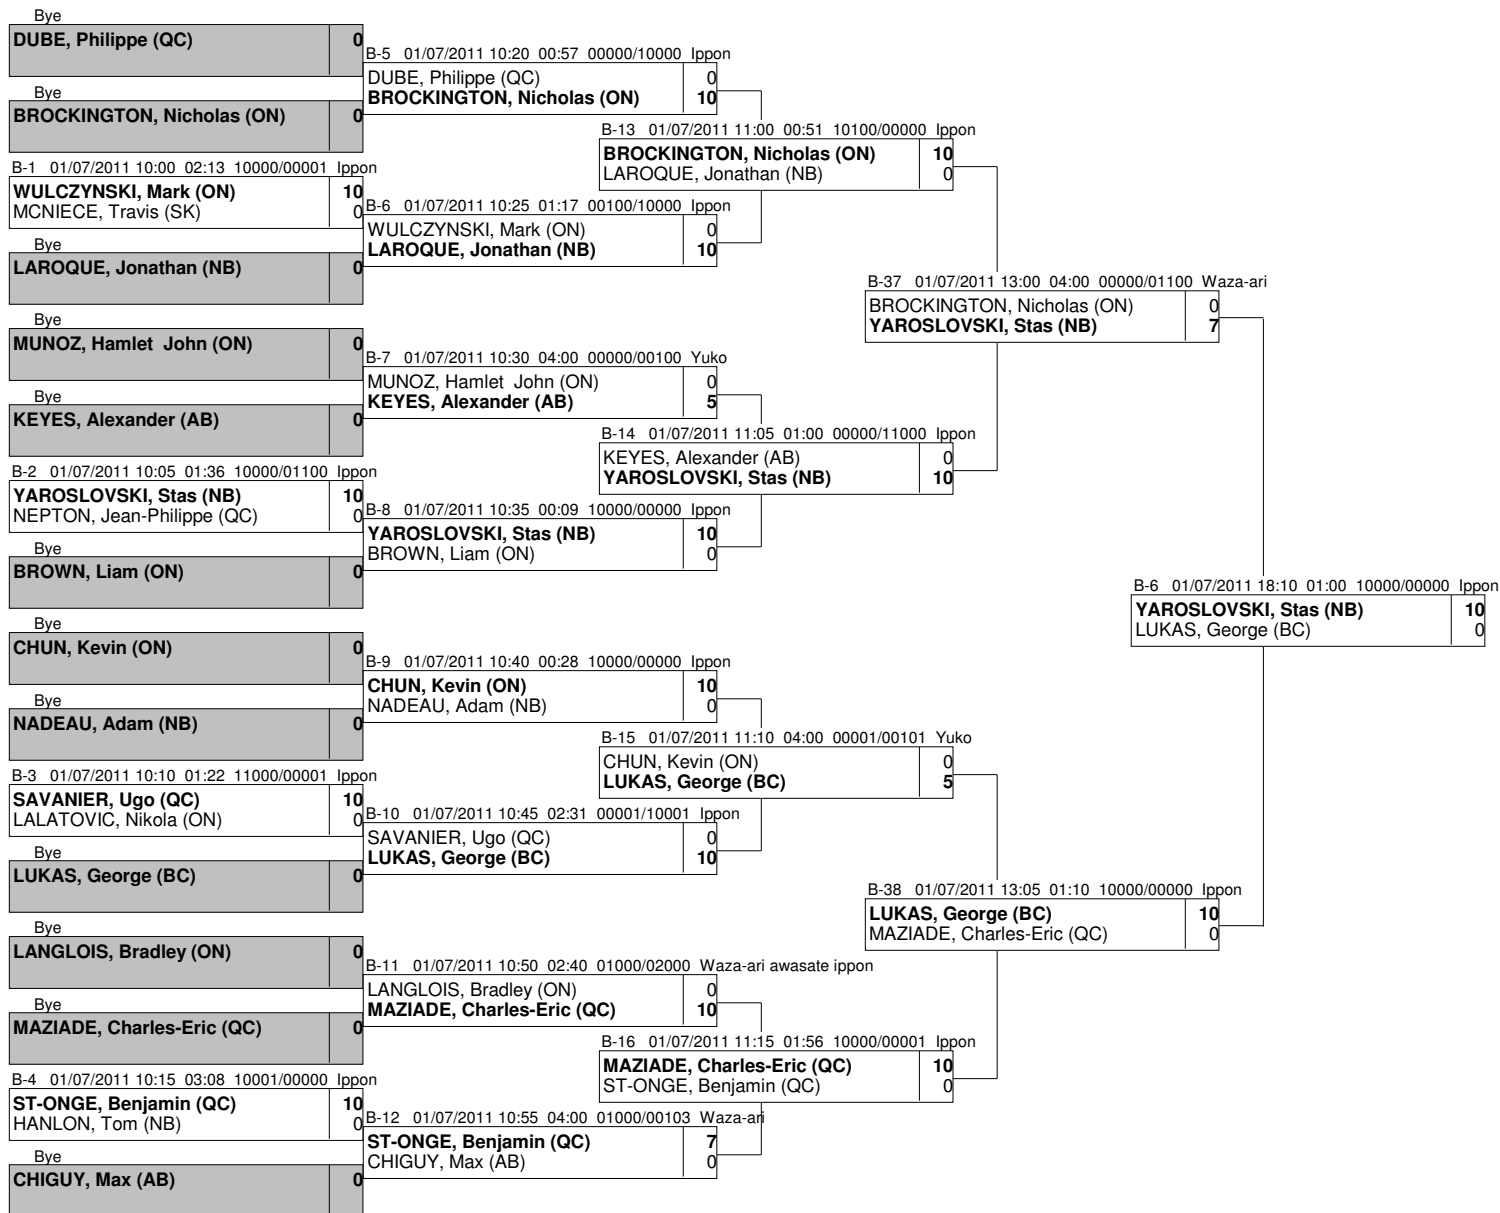 Bye
DUBE, Philippe (QC) 0
Bye
BROCKINGTON, Nicholas (ON) 0
B-1 01/07/2011 10:00 02:13 10000/00001 Ippon
WULCZYNSKI, Mark (ON) 10
MCNIECE, Travis (SK) 0
Bye
LAROQUE, Jonathan (NB) 0
Bye
MUNOZ, Hamlet  John (ON) 0
Bye
KEYES, Alexander (AB) 0
B-2 01/07/2011 10:05 01:36 10000/01100 Ippon
YAROSLOVSKI, Stas (NB) 10
NEPTON, Jean-Philippe (QC) 0
Bye
BROWN, Liam (ON) 0
Bye
CHUN, Kevin (ON) 0
Bye
NADEAU, Adam (NB) 0
B-3 01/07/2011 10:10 01:22 11000/00001 Ippon
SAVANIER, Ugo (QC) 10
LALATOVIC, Nikola (ON) 0
Bye
LUKAS, George (BC) 0
Bye
LANGLOIS, Bradley (ON) 0
Bye
MAZIADE, Charles-Eric (QC) 0
B-4 01/07/2011 10:15 03:08 10001/00000 Ippon
ST-ONGE, Benjamin (QC) 10
HANLON, Tom (NB) 0
Bye
CHIGUY, Max (AB) 0
B-5 01/07/2011 10:20 00:57 00000/10000 Ippon
DUBE, Philippe (QC) 0
BROCKINGTON, Nicholas (ON) 10
B-6 01/07/2011 10:25 01:17 00100/10000 Ippon
WULCZYNSKI, Mark (ON) 0
LAROQUE, Jonathan (NB) 10
B-7 01/07/2011 10:30 04:00 00000/00100 Yuko
MUNOZ, Hamlet  John (ON) 0
KEYES, Alexander (AB) 5
B-8 01/07/2011 10:35 00:09 10000/00000 Ippon
YAROSLOVSKI, Stas (NB) 10
BROWN, Liam (ON) 0
B-9 01/07/2011 10:40 00:28 10000/00000 Ippon
CHUN, Kevin (ON) 10
NADEAU, Adam (NB) 0
B-10 01/07/2011 10:45 02:31 00001/10001 Ippon
SAVANIER, Ugo (QC) 0
LUKAS, George (BC) 10
B-11 01/07/2011 10:50 02:40 01000/02000 Waza-ari awasate ippon
LANGLOIS, Bradley (ON) 0
MAZIADE, Charles-Eric (QC) 10
B-12 01/07/2011 10:55 04:00 01000/00103 Waza-ari
ST-ONGE, Benjamin (QC) 7
CHIGUY, Max (AB) 0
B-13 01/07/2011 11:00 00:51 10100/00000 Ippon
BROCKINGTON, Nicholas (ON) 10
LAROQUE, Jonathan (NB) 0
B-14 01/07/2011 11:05 01:00 00000/11000 Ippon
KEYES, Alexander (AB) 0
YAROSLOVSKI, Stas (NB) 10
B-15 01/07/2011 11:10 04:00 00001/00101 Yuko
CHUN, Kevin (ON) 0
LUKAS, George (BC) 5
B-16 01/07/2011 11:15 01:56 10000/00001 Ippon
MAZIADE, Charles-Eric (QC) 10
ST-ONGE, Benjamin (QC) 0
B-37 01/07/2011 13:00 04:00 00000/01100 Waza-ari
BROCKINGTON, Nicholas (ON) 0
YAROSLOVSKI, Stas (NB) 7
B-38 01/07/2011 13:05 01:10 10000/00000 Ippon
LUKAS, George (BC) 10
MAZIADE, Charles-Eric (QC) 0
B-6 01/07/2011 18:10 01:00 10000/00000 Ippon
YAROSLOVSKI, Stas (NB) 10
LUKAS, George (BC) 0